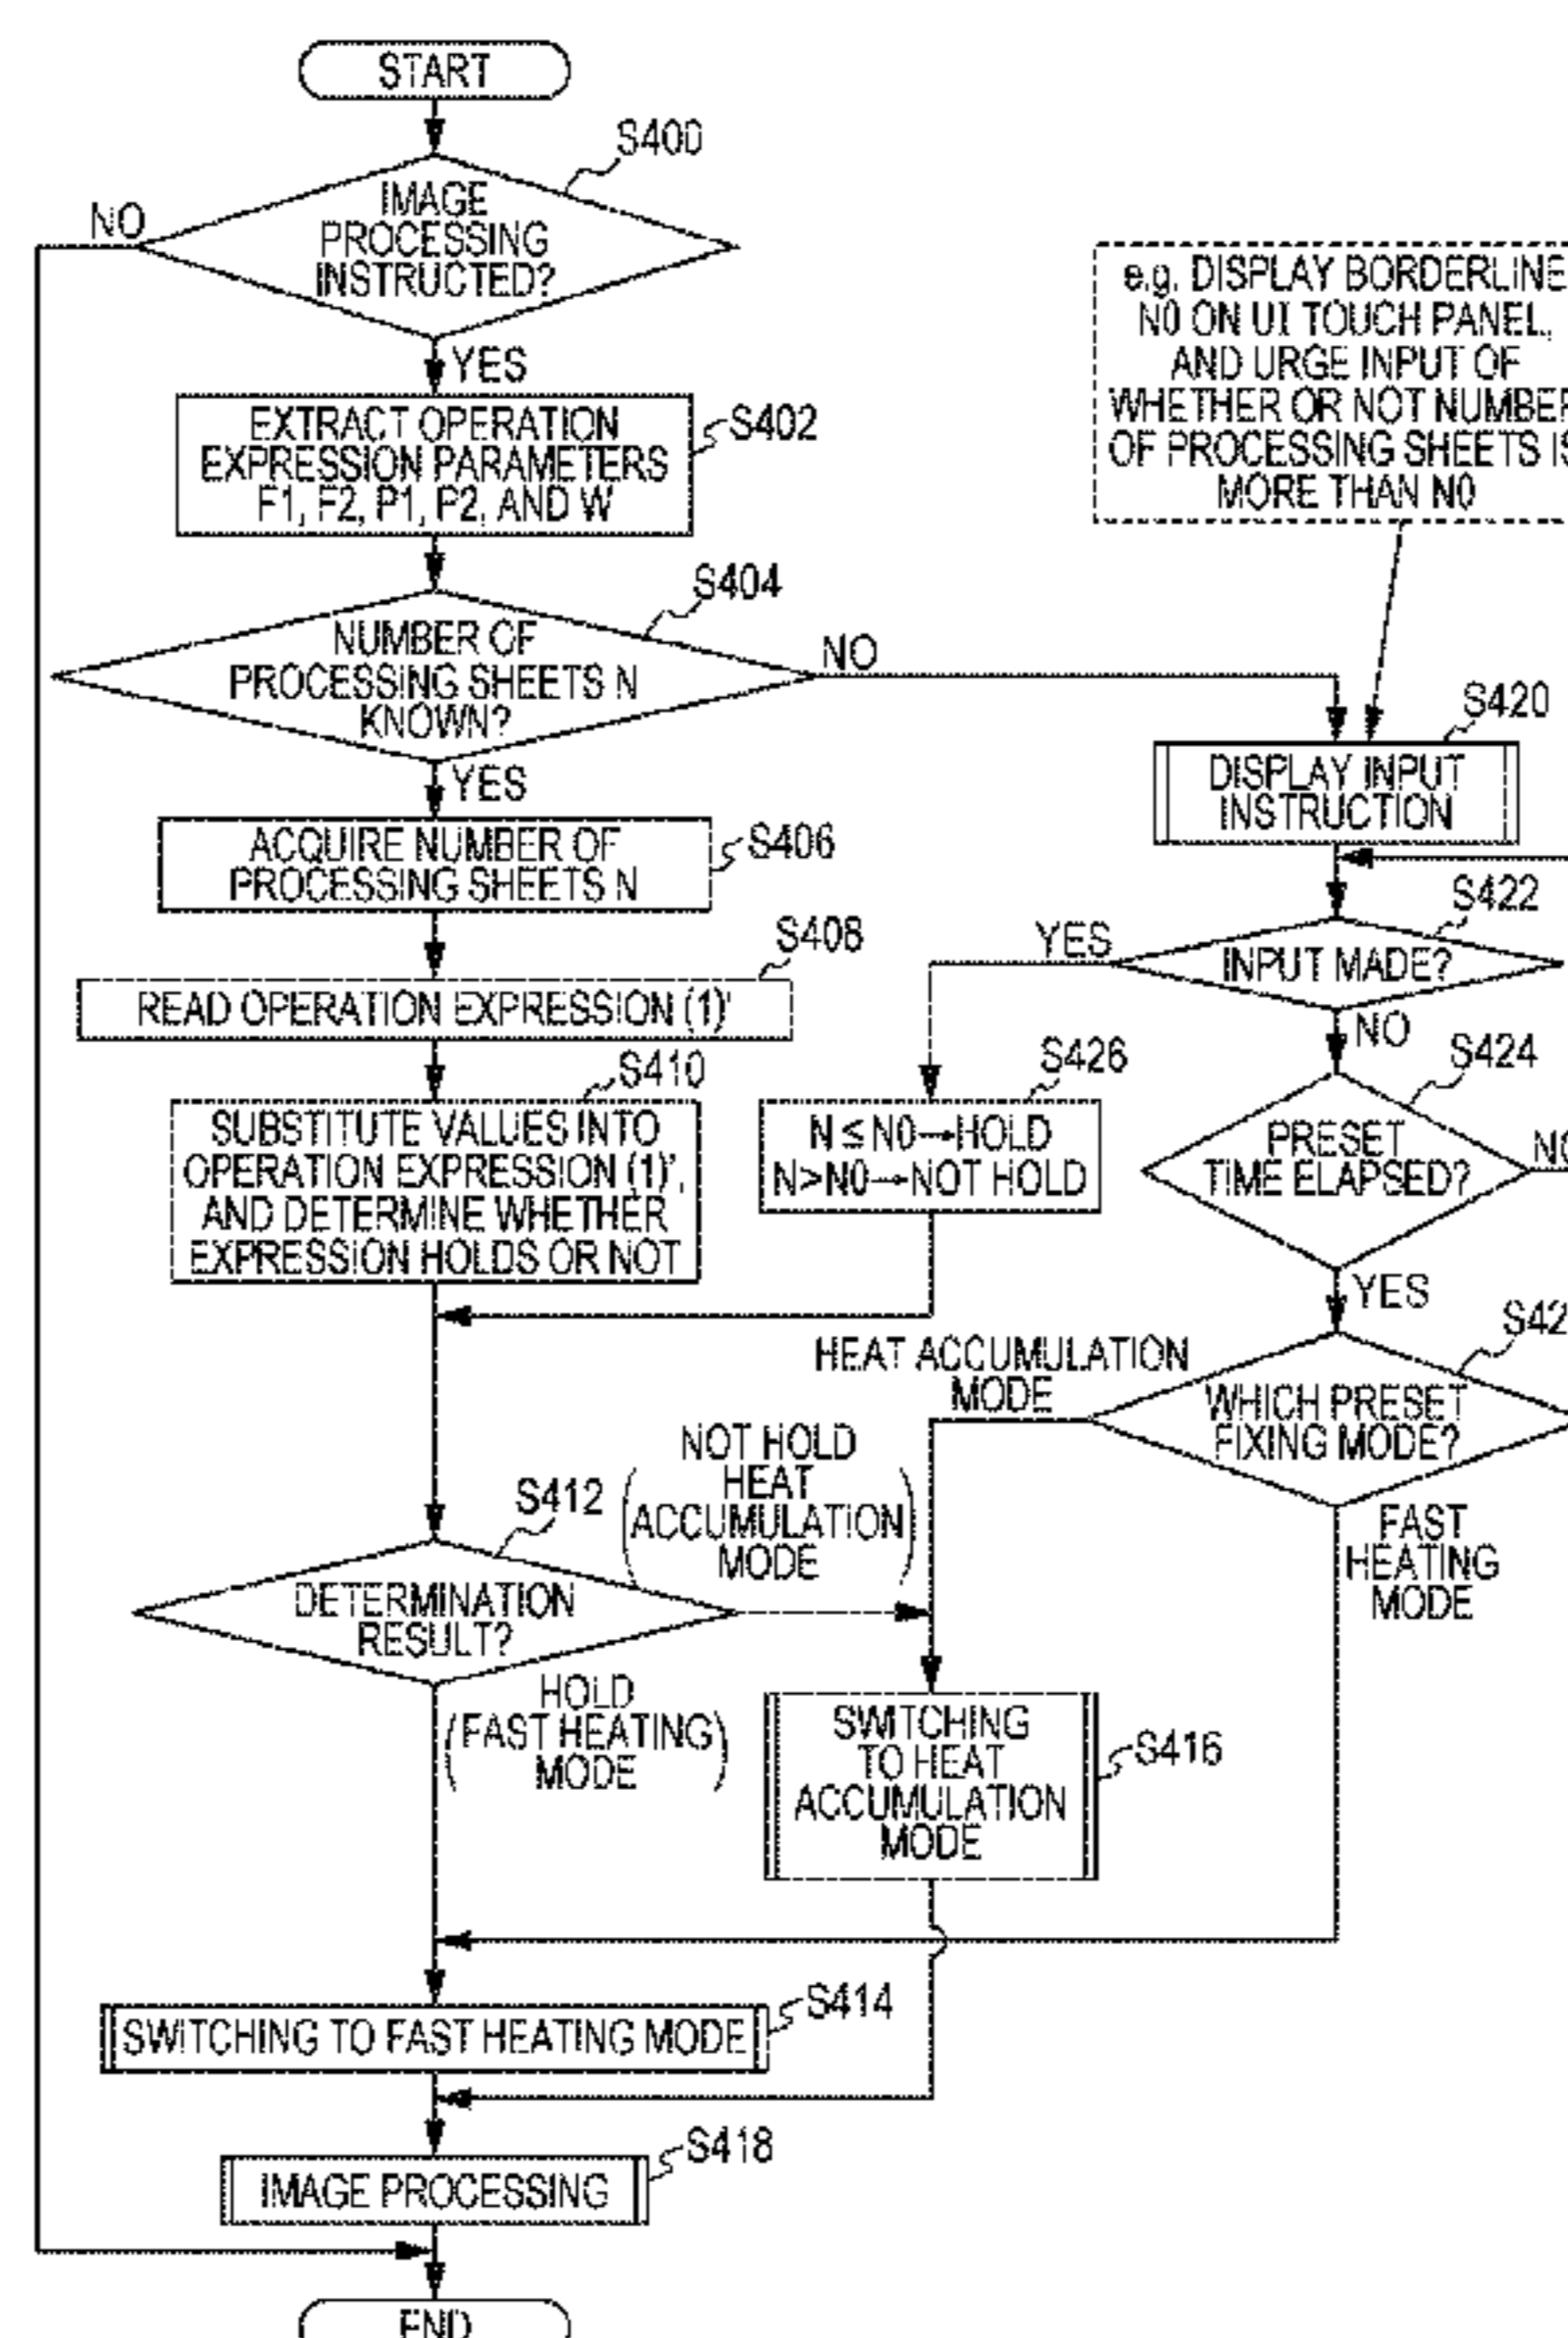 START
S400
IMAGE
PROCESSING
INSTRUCTED?
NO
YES
EXTRACT OPERATION
EXPRESSION PARAMETERS
F1, F2, P1, P2, AND W
S402
S404
NUMBER OF
PROCESSING SHEETS N
KNOWN?
NO
YES
e.g. DISPLAY BORDERLINE
N0 ON UI TOUCH PANEL,
AND URGE INPUT OF
WHETHER OR NOT NUMBER
OF PROCESSING SHEETS IS
MORE THAN N0
S420
DISPLAY INPUT
INSTRUCTION
ACQUIRE NUMBER OF
PROCESSING SHEETS N
S406
S408
READ OPERATION EXPRESSION (1)'
S422
INPUT MADE?
YES
NO
S410
SUBSTITUTE VALUES INTO
OPERATION EXPRESSION (1)',
AND DETERMINE WHETHER
EXPRESSION HOLDS OR NOT
S426
N ≤ N0→HOLD
N>N0→NOT HOLD
S424
PRESET
TIME ELAPSED?
NO
YES
S42
WHICH PRESET
FIXING MODE?
HEAT ACCUMULATION
MODE
FAST
HEATING
MODE
S412
DETERMINATION
RESULT?
NOT HOLD
(HEAT
ACCUMULATION
MODE)
HOLD
(FAST HEATING
MODE)
SWITCHING
TO HEAT
ACCUMULATION
MODE
S416
S414
SWITCHING TO FAST HEATING MODE
S418
IMAGE PROCESSING
END